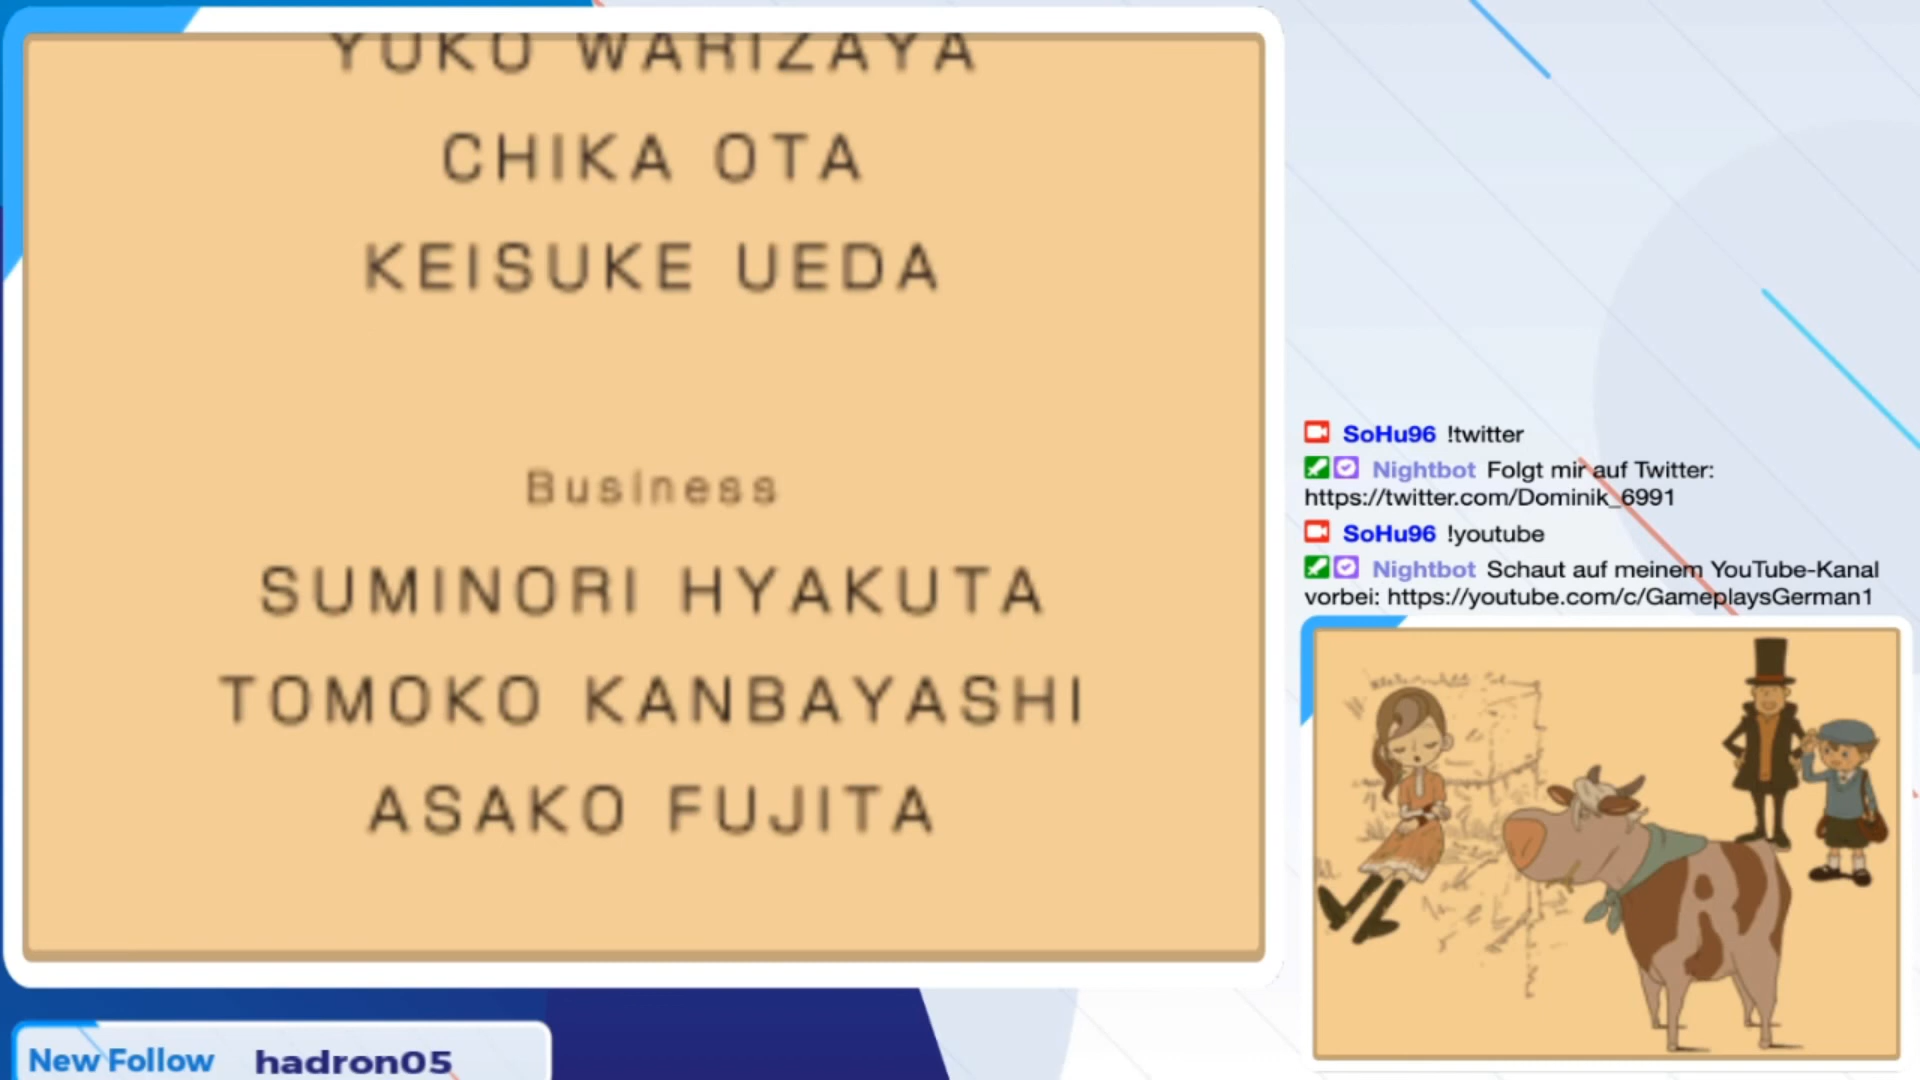 YUKO WARIZAYA
CHIKA OTA
KEISUKE UEDA
Business
SUMINORI HYAKUTA
TOMOKO KANBAYASHI
ASAKO FUJITA
SoHu96 !twitter
Nightbot Folgt mir auf Twitter:
https://twitter.com/Dominik_6991
SoHu96 !youtube
Nightbot Schaut auf meinem YouTube-Kanal
vorbei: https://youtube.com/c/GameplaysGerman1
R
New Follow hadron05